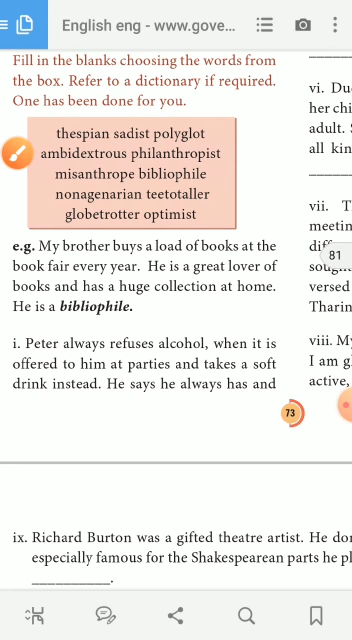 English eng - www.gove...
Fill in the blanks choosing the words from
the box. Refer to a dictionary if required.
One has been done for you.
thespian sadist polyglot
ambidextrous philanthropist
misanthrope bibliophile
nonagenarian teetotaller
globetrotter optimist
e.g. My brother buys a load of books at the
book fair every year. He is a great lover of
books and has a huge collection at home.
He is a bibliophile.
i. Peter always refuses alcohol, when it is
offered to him at parties and takes a soft
drink instead. He says he always has and
73
vi. Du
her chi
adult.
all kin
vii. T
meetin
diff
81
sough
versed
Tharin
viii. My
I am g
active,
ix. Richard Burton was a gifted theatre artist. He do
especially famous for the Shakespearean parts he pl
__________.